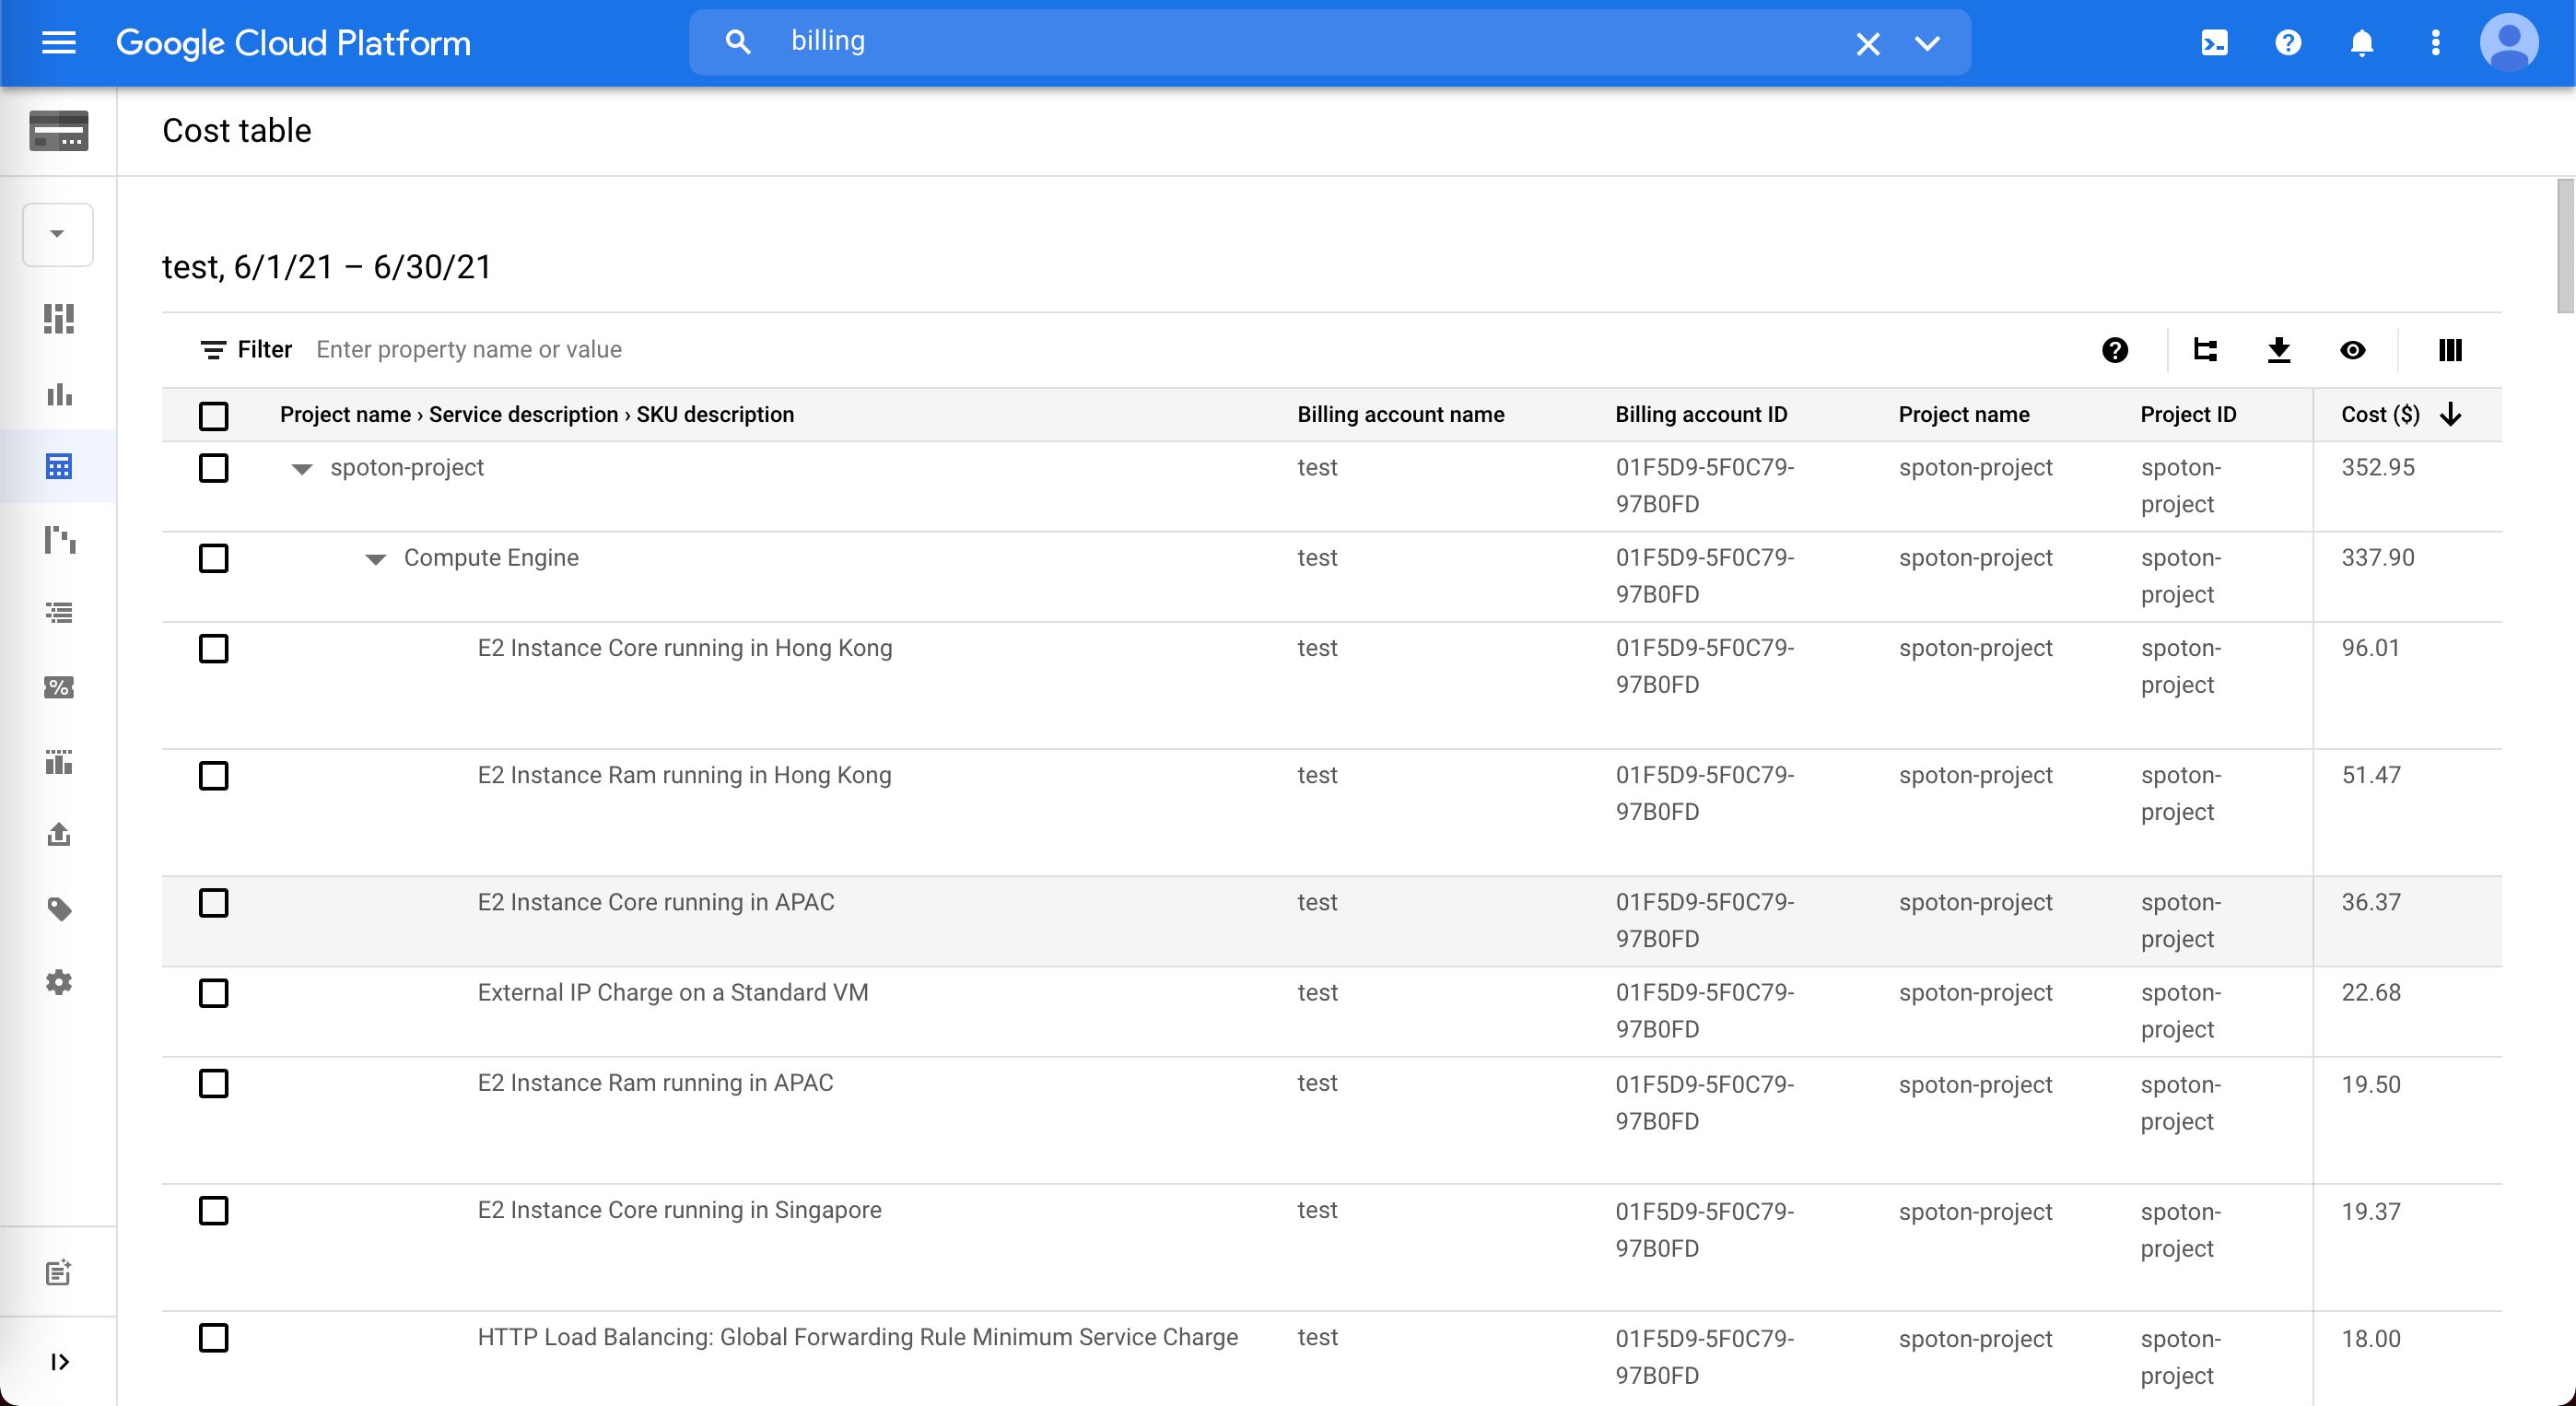 Google Cloud Platform
billing
Cost table
test, 6/1/21 – 6/30/21
Filter Enter property name or value
Project name › Service description › SKU description Billing account name Billing account ID Project name Project ID Cost ($)
spoton-project test 01F5D9-5F0C79- spoton-project spoton- 352.95
97B0FD project
Compute Engine test 01F5D9-5F0C79- spoton-project spoton- 337.90
97B0FD project
E2 Instance Core running in Hong Kong test 01F5D9-5F0C79- spoton-project spoton- 96.01
97B0FD project
E2 Instance Ram running in Hong Kong test 01F5D9-5F0C79- spoton-project spoton- 51.47
97B0FD project
E2 Instance Core running in APAC test 01F5D9-5F0C79- spoton-project spoton- 36.37
97B0FD project
External IP Charge on a Standard VM test 01F5D9-5F0C79- spoton-project spoton- 22.68
97B0FD project
E2 Instance Ram running in APAC test 01F5D9-5F0C79- spoton-project spoton- 19.50
97B0FD project
E2 Instance Core running in Singapore test 01F5D9-5F0C79- spoton-project spoton- 19.37
97B0FD project
HTTP Load Balancing: Global Forwarding Rule Minimum Service Charge test 01F5D9-5F0C79- spoton-project spoton- 18.00
97B0FD project